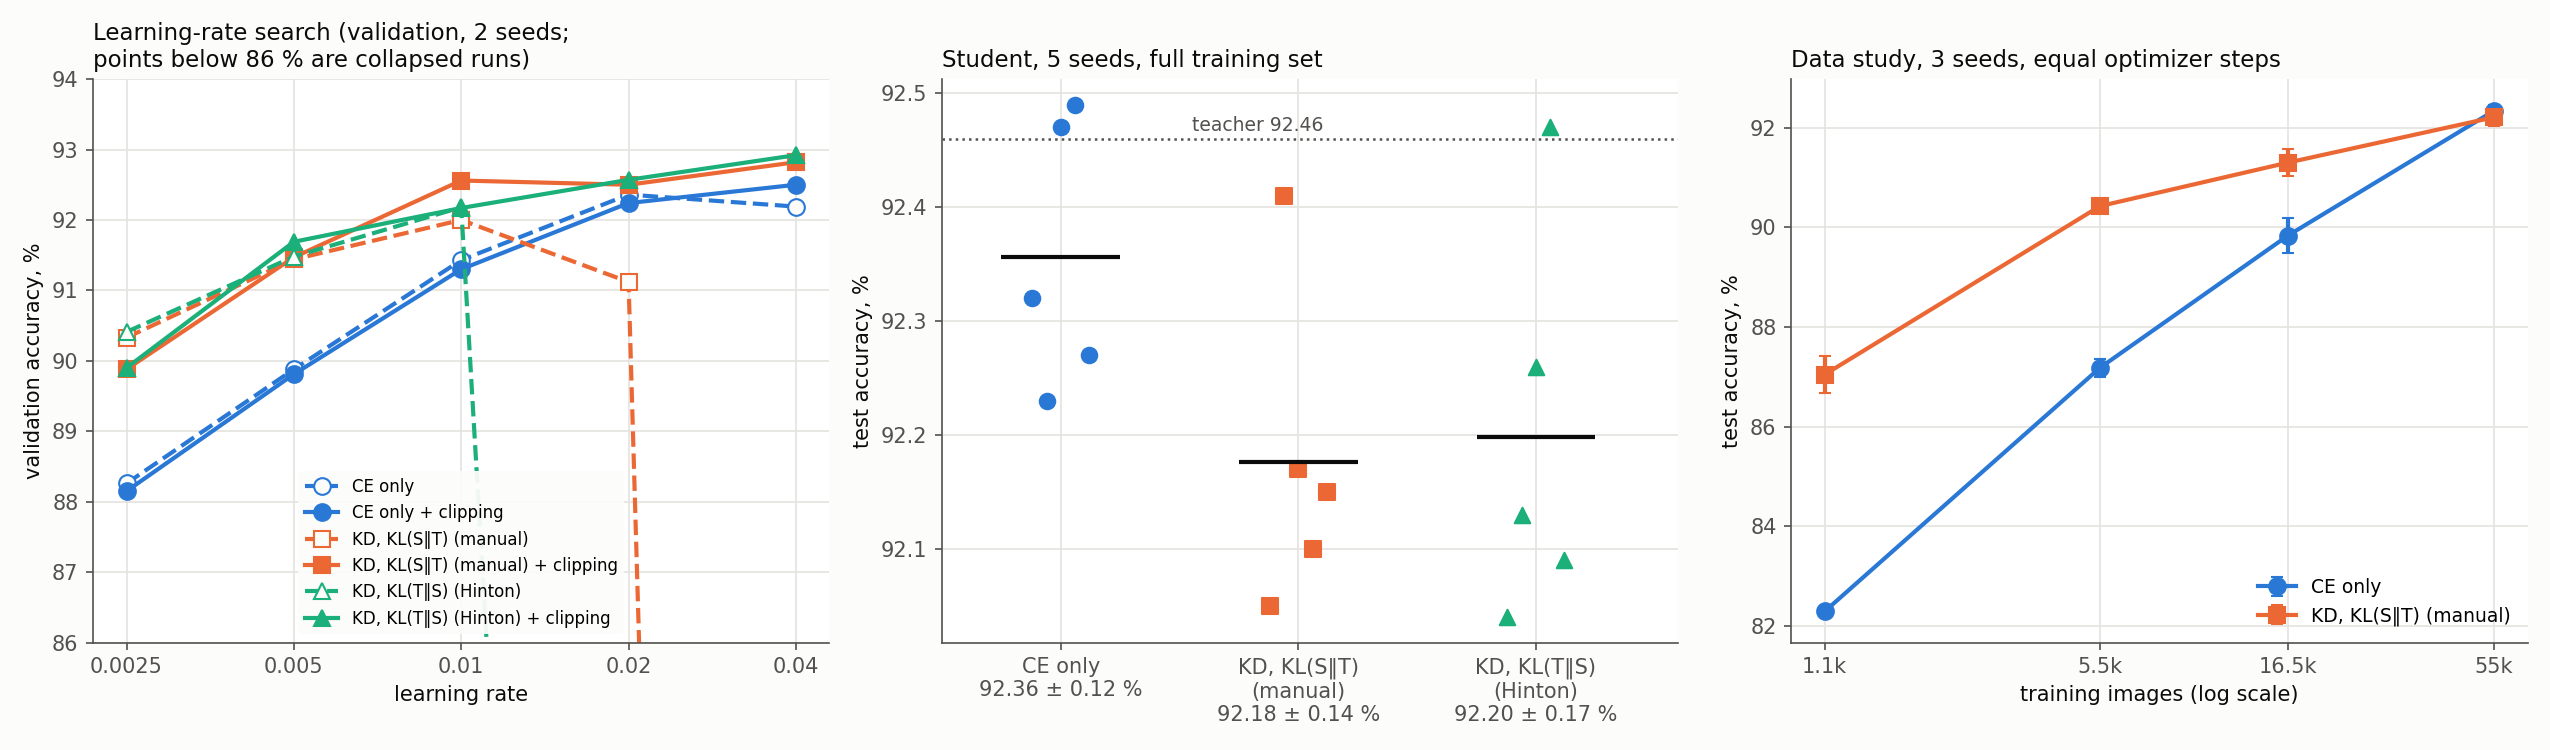 Learning-rate search (validation, 2 seeds;
points below 86 % are collapsed runs)
94
93
92
91
90
89
88
87
86
validation accuracy, %
0.0025
0.005
0.01
0.02
0.04
learning rate
CE only
CE only + clipping
KD, KL(S‖T) (manual)
KD, KL(S‖T) (manual) + clipping
KD, KL(T‖S) (Hinton)
KD, KL(T‖S) (Hinton) + clipping
Student, 5 seeds, full training set
92.5
92.4
92.3
92.2
92.1
test accuracy, %
teacher 92.46
CE only
92.36 ± 0.12 %
KD, KL(S‖T)
(manual)
92.18 ± 0.14 %
KD, KL(T‖S)
(Hinton)
92.20 ± 0.17 %
Data study, 3 seeds, equal optimizer steps
92
90
88
86
84
82
test accuracy, %
1.1k
5.5k
16.5k
55k
training images (log scale)
CE only
KD, KL(S‖T) (manual)